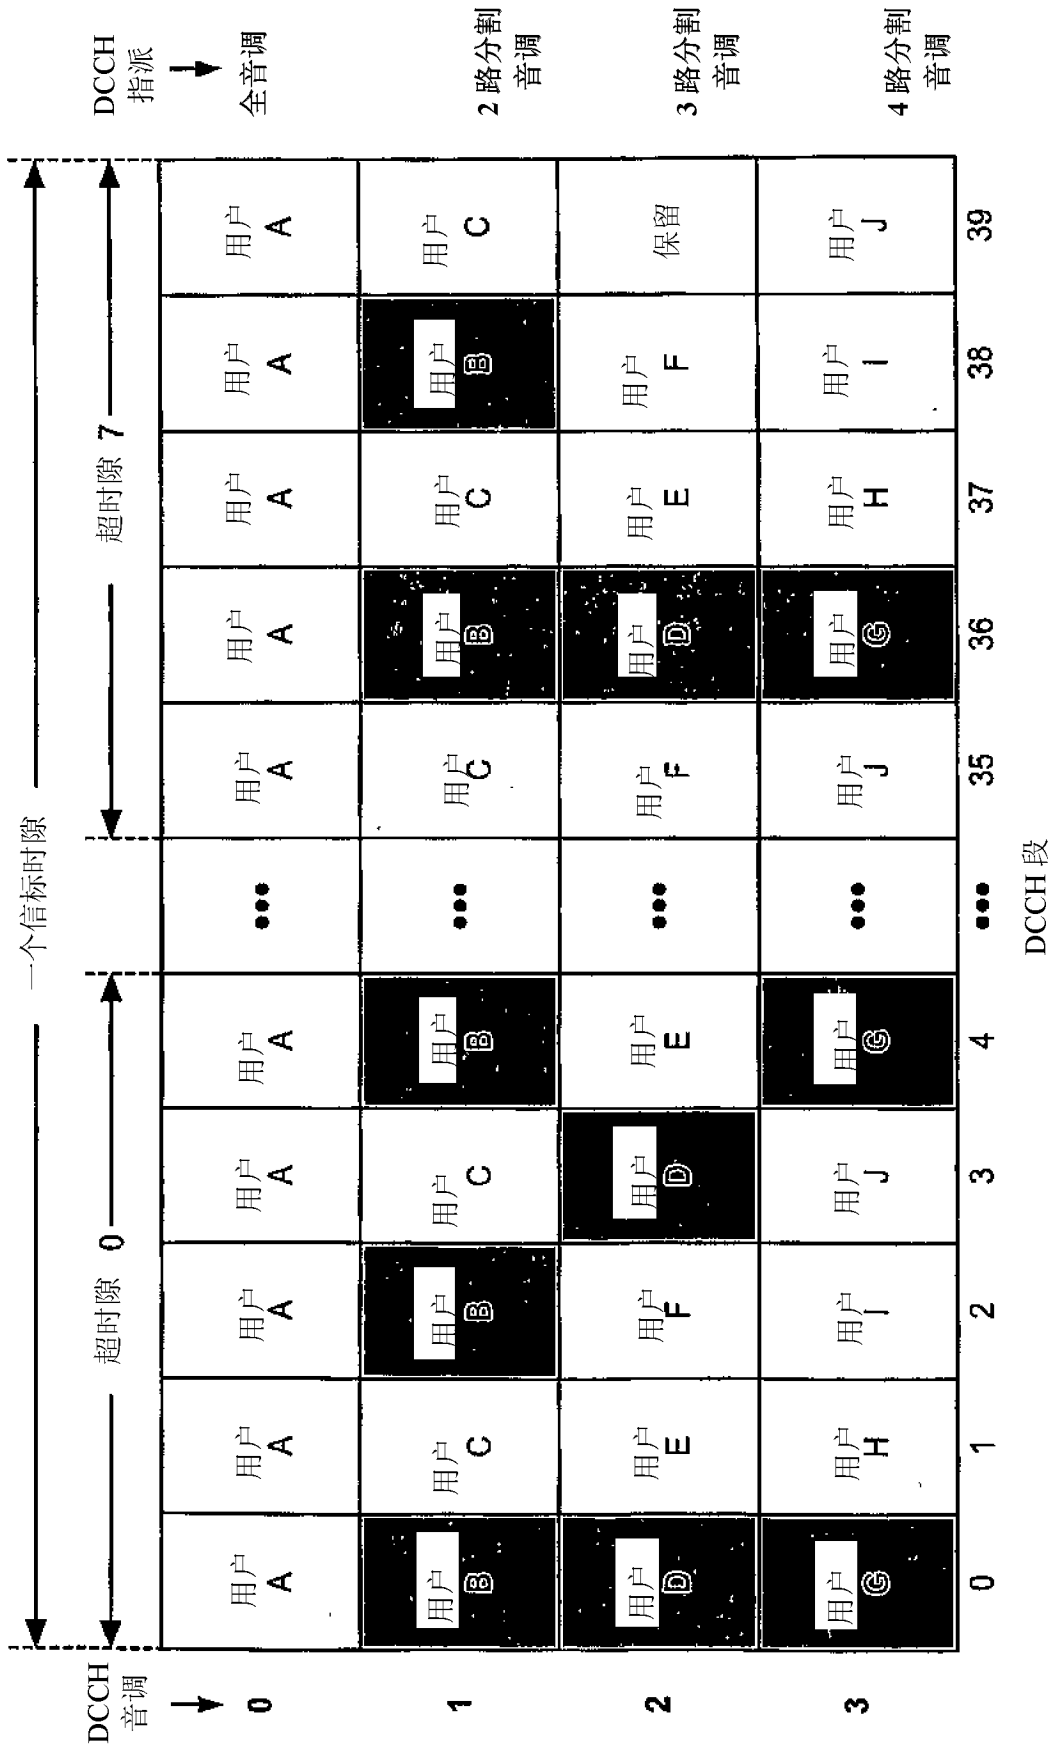 一个信标时隙
DCCH 音调 超时隙 0 超时隙 7 DCCH 指派
0 用户 A 用户 A 用户 A 用户 A 用户 A ••• 用户 A 用户 A 用户 A 用户 A 用户 A 全音调
1 用户 B 用户 C 用户 B 用户 C 用户 B ••• 用户 C 用户 B 用户 C 用户 B 用户 C 2 路分割音调
2 用户 D 用户 E 用户 F 用户 D 用户 E ••• 用户 F 用户 D 用户 E 用户 F 保留 3 路分割音调
3 用户 G 用户 H 用户 I 用户 J 用户 G ••• 用户 J 用户 G 用户 H 用户 I 用户 J 4 路分割音调
0 1 2 3 4 ••• 35 36 37 38 39
DCCH 段